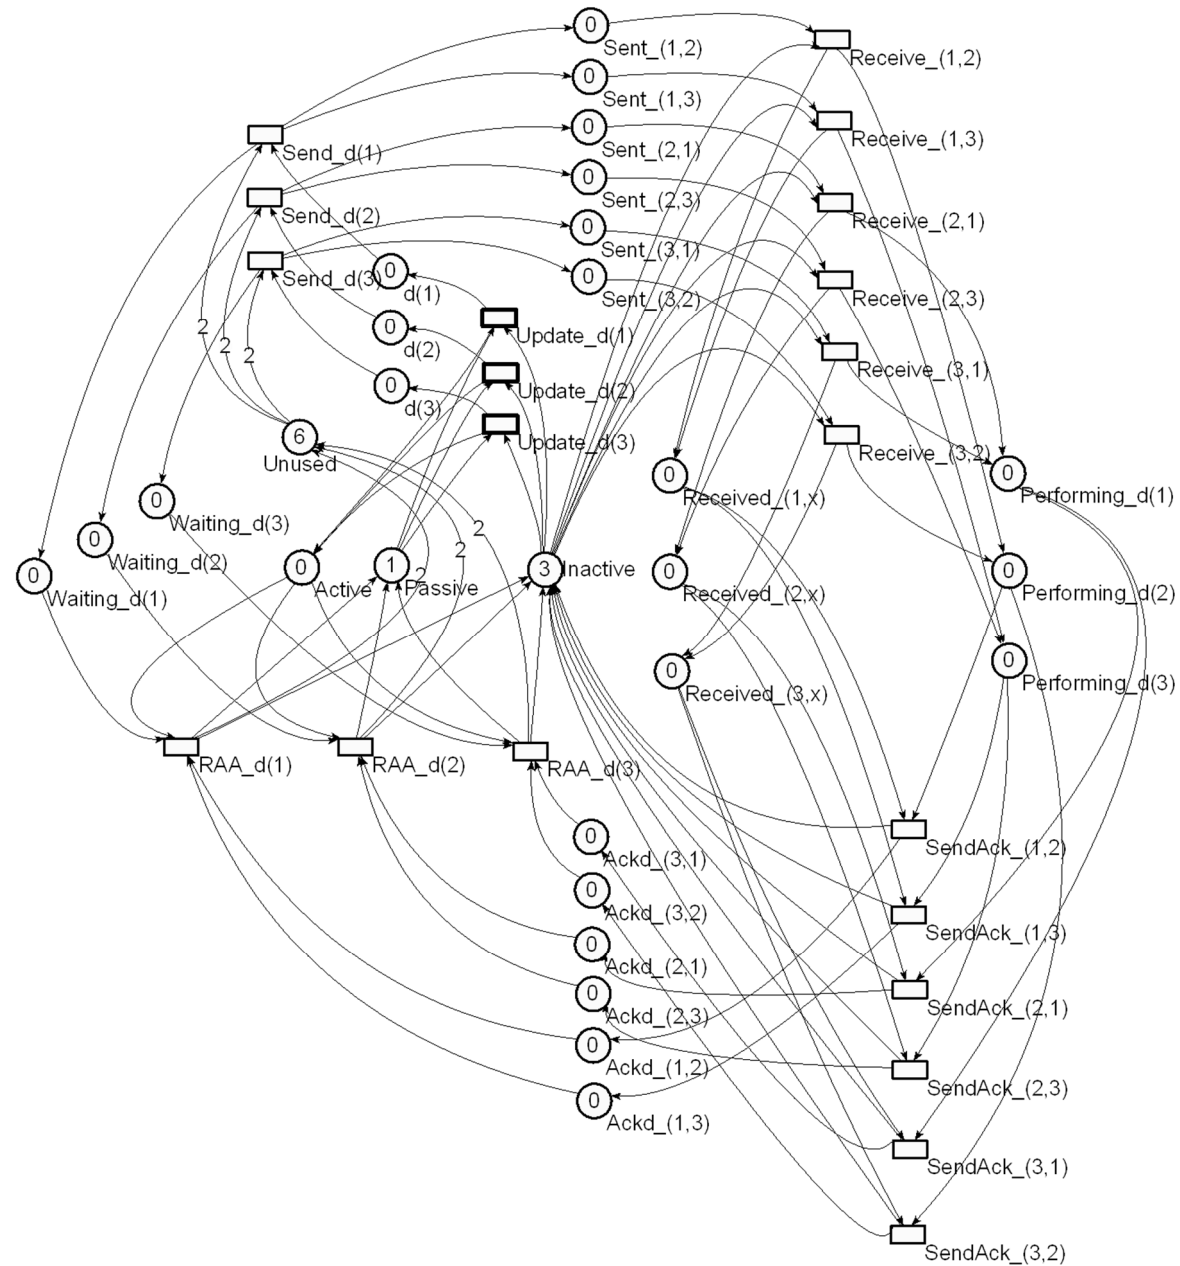 0
Sent_(1,2)
Receive_(1,2)
0
Sent_(1,3)
Receive_(1,3)
Send_d(1)
0
Sent_(2,1)
0
Sent_(2,3)
Receive_(2,1)
Send_d(2)
0
Sent_(3,1)
Send_d(3)
0
d(1)
0
Sent_(3,2)
Receive_(2,3)
2
2
2
0
d(2)
Update_d(1)
Receive_(3,1)
0
d(3)
Update_d(2)
6
Unused
Update_d(3)
Receive_(3,2)
0
Waiting_d(3)
0
Received_(1,x)
0
Performing_d(1)
2
0
Waiting_d(2)
2
0
Waiting_d(1)
0
Active
1
Passive
2
3
Inactive
0
Received_(2,x)
0
Performing_d(2)
0
Received_(3,x)
0
Performing_d(3)
RAA_d(1)
RAA_d(2)
RAA_d(3)
0
Ackd_(3,1)
SendAck_(1,2)
0
Ackd_(3,2)
SendAck_(1,3)
0
Ackd_(2,1)
0
Ackd_(2,3)
SendAck_(2,1)
0
Ackd_(1,2)
SendAck_(2,3)
0
Ackd_(1,3)
SendAck_(3,1)
SendAck_(3,2)